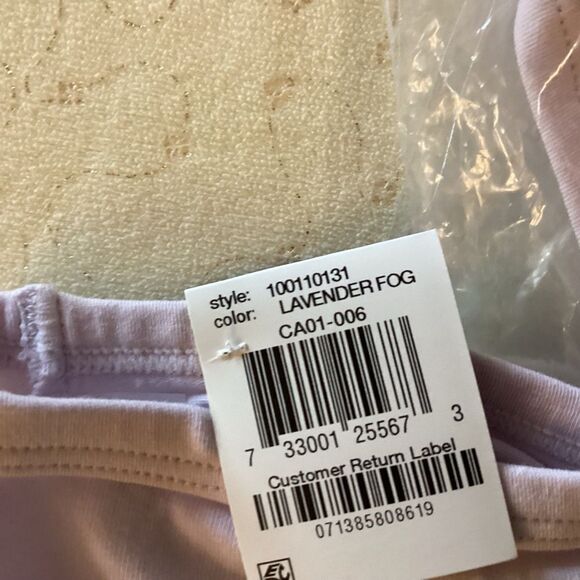 style: 100110131
color: LAVENDER FOG
CA01-006
7 33001 25567 3
Customer Return Label
071385808619